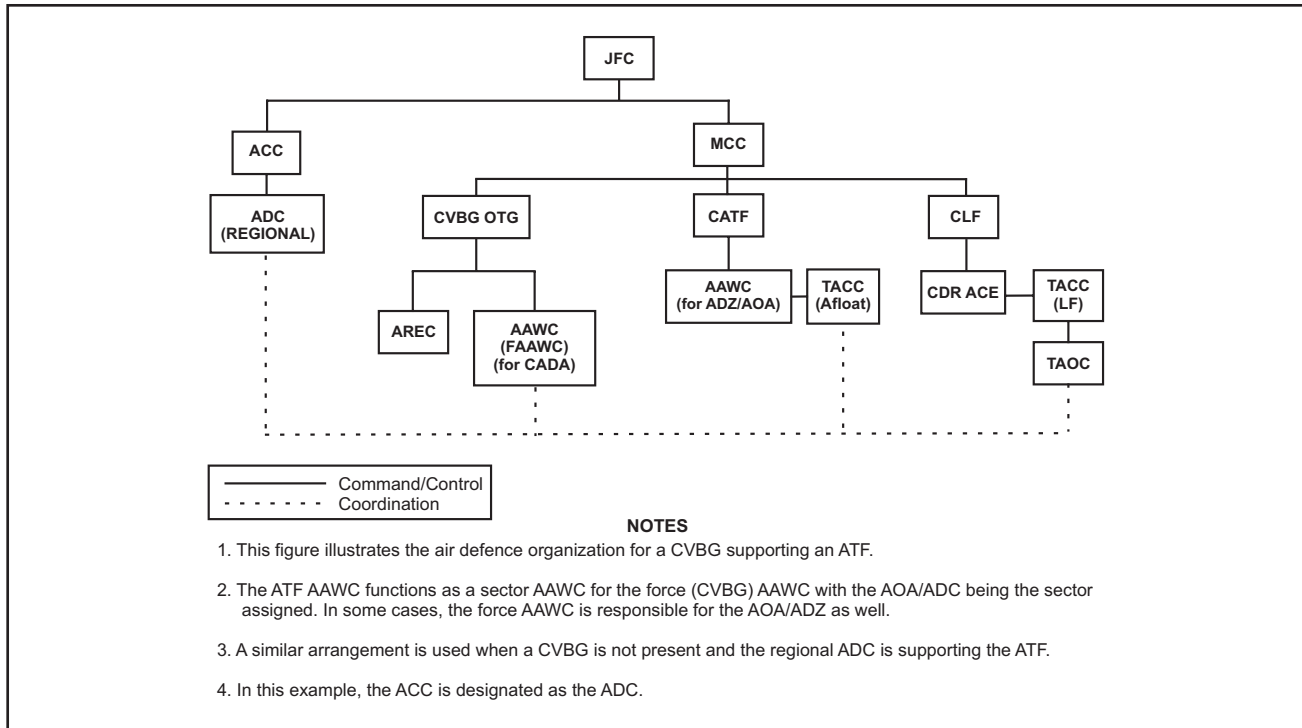 JFC
ACC
MCC
ADC
(REGIONAL)
CVBG OTG
CATF
CLF
AREC
AAWC
(FAAWC)
(for CADA)
AAWC
(for ADZ/AOA)
TACC
(Afloat)
CDR ACE
TACC
(LF)
TAOC
Command/Control
Coordination
NOTES
1. This figure illustrates the air defence organization for a CVBG supporting an ATF.
2. The ATF AAWC functions as a sector AAWC for the force (CVBG) AAWC with the AOA/ADC being the sector
assigned. In some cases, the force AAWC is responsible for the AOA/ADZ as well.
3. A similar arrangement is used when a CVBG is not present and the regional ADC is supporting the ATF.
4. In this example, the ACC is designated as the ADC.